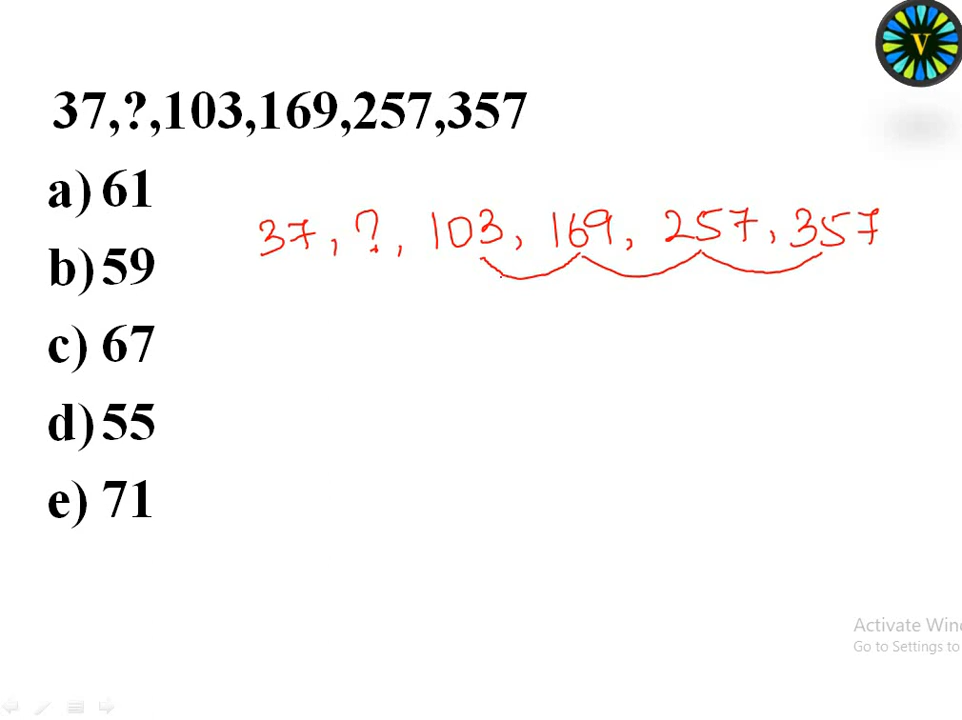 V
37,?,103,169,257,357
a) 61
37, ?, 103, 169, 257, 357
b) 59
c) 67
d) 55
e) 71
Activate Win
Go to Settings to